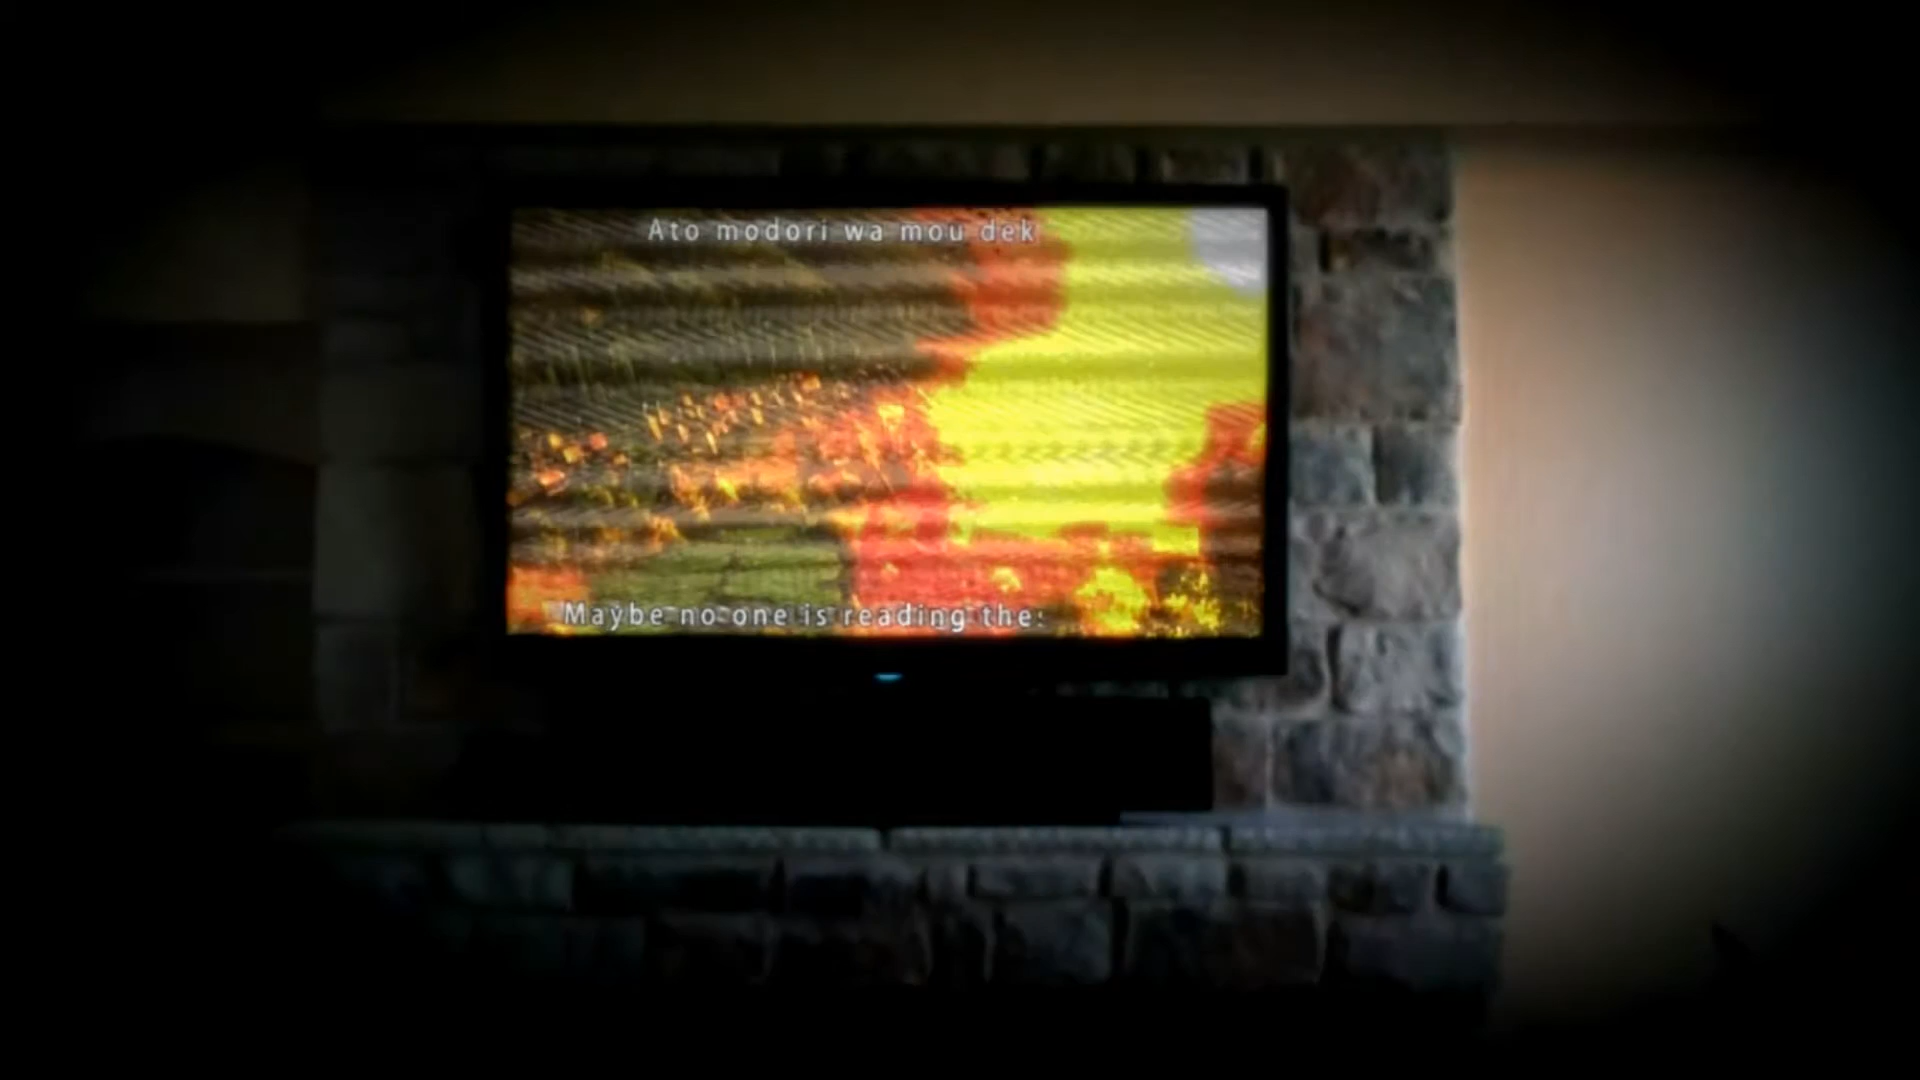 Ato modori wa mou dek
Maybe no one is reading the